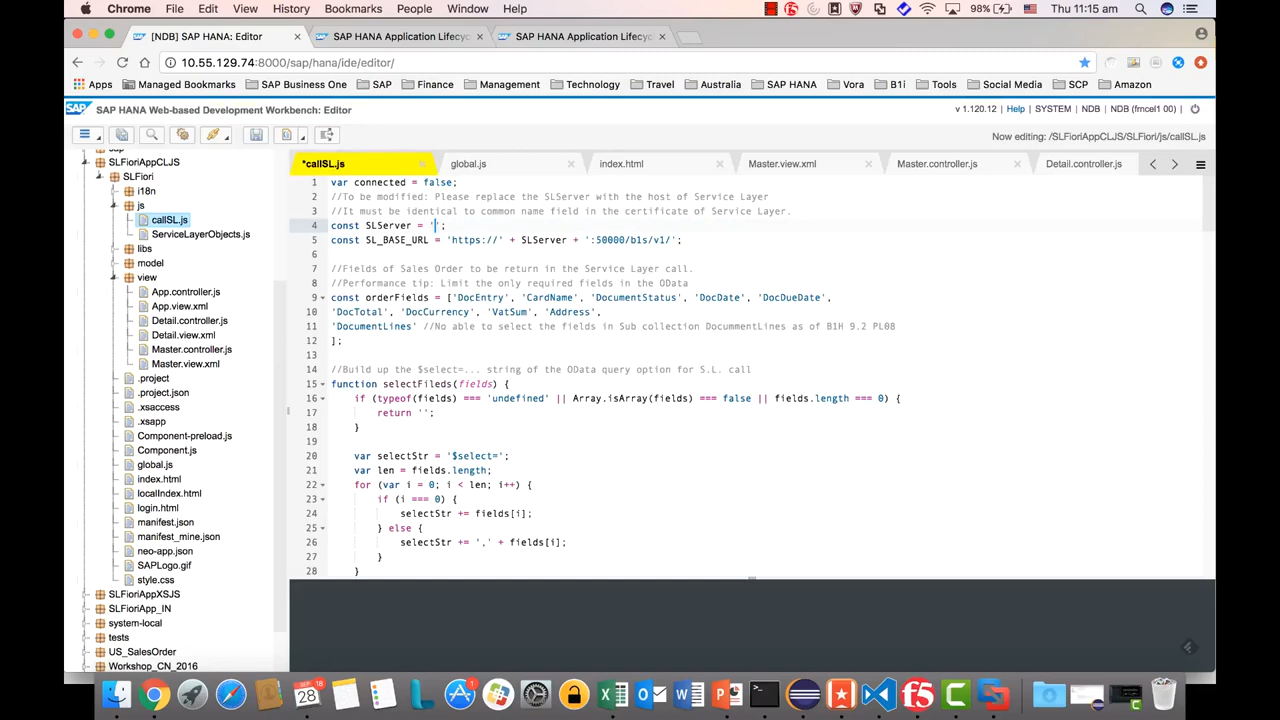 Chrome File Edit View History Bookmarks People Window Help 98% Thu 11:15 am
[NDB] SAP HANA: Editor SAP HANA Application Lifecyc SAP HANA Application Lifecyc
10.55.129.74:8000/sap/hana/ide/editor/
Apps Managed Bookmarks SAP Business One SAP Finance Management Technology Travel Australia SAP HANA Vora B1i Tools Social Media SCP Amazon
SAP SAP HANA Web-based Development Workbench: Editor v 1.120.12 Help SYSTEM NDB NDB (frncel1 00)
Now editing: /SLFioriAppCLJS/SLFiori/js/callSL.js
SLFioriAppCLJS
SLFiori
i18n
js
callSL.js
ServiceLayerObjects.js
libs
model
view
App.controller.js
App.view.xml
Detail.controller.js
Detail.view.xml
Master.controller.js
Master.view.xml
.project
.project.json
.xsaccess
.xsapp
Component-preload.js
Component.js
global.js
index.html
localIndex.html
login.html
manifest.json
manifest_mine.json
neo-app.json
SAPLogo.gif
style.css
SLFioriAppXSJS
SLFioriApp_IN
system-local
tests
US_SalesOrder
Workshop_CN_2016
*callSL.js global.js index.html Master.view.xml Master.controller.js Detail.controller.js
1 var connected = false;
2 //To be modified: Please replace the SLServer with the host of Service Layer
3 //It must be identical to common name field in the certificate of Service Layer.
4 const SLServer = '';
5 const SL_BASE_URL = 'https://' + SLServer + ':50000/b1s/v1/';
6
7 //Fields of Sales Order to be return in the Service Layer call.
8 //Performance tip: Limit the only required fields in the OData
9 const orderFields = ['DocEntry', 'CardName', 'DocumentStatus', 'DocDate', 'DocDueDate',
10 'DocTotal', 'DocCurrency', 'VatSum', 'Address',
11 'DocumentLines' //No able to select the fields in Sub collection DocummentLines as of B1H 9.2 PL08
12 ];
13
14 //Build up the $select=... string of the OData query option for S.L. call
15 function selectFileds(fields) {
16 if (typeof(fields) === 'undefined' || Array.isArray(fields) === false || fields.length === 0) {
17 return '';
18 }
19
20 var selectStr = '$select=';
21 var len = fields.length;
22 for (var i = 0; i < len; i++) {
23 if (i === 0) {
24 selectStr += fields[i];
25 } else {
26 selectStr += ',' + fields[i];
27 }
28 }
SEP 28 18 1